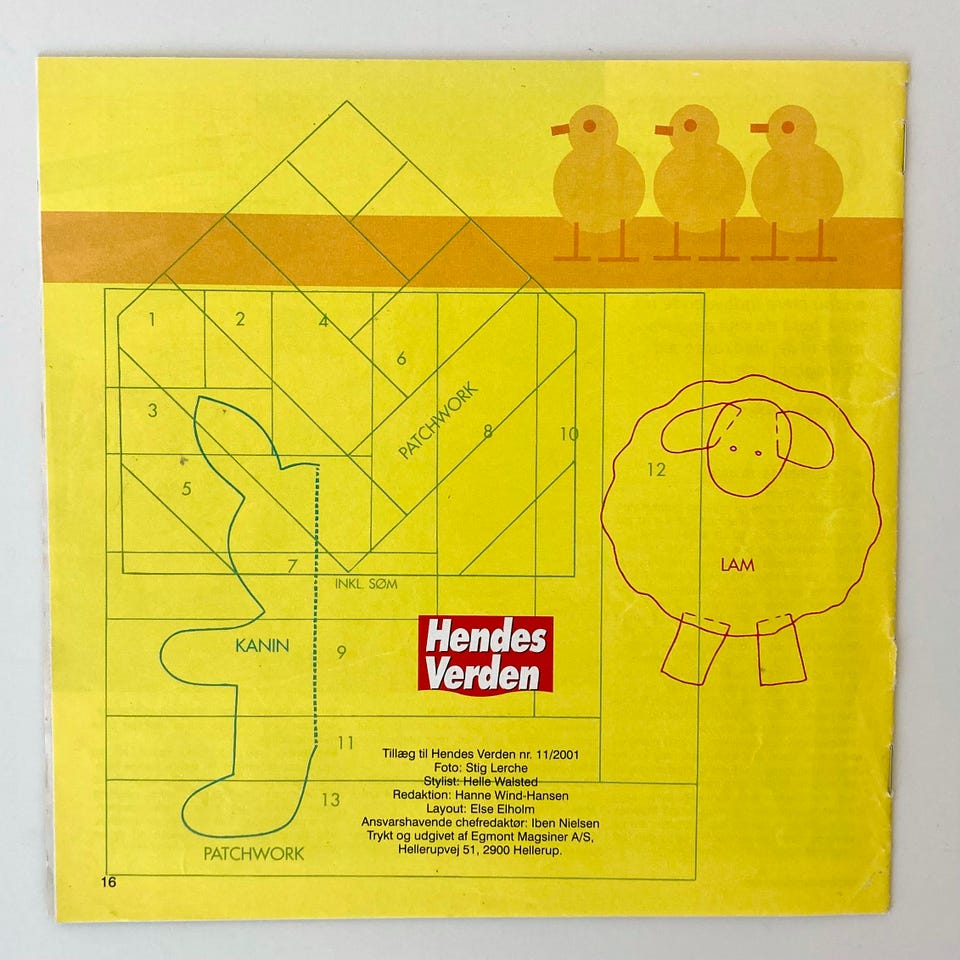 1
2
4
6
3
PATCHWORK
8
10
12
5
7
INKL. SØM
LAM
KANIN
9
Hendes
Verden
11
13
Tillæg til Hendes Verden nr. 11/2001
Foto: Stig Lerche
Stylist: Helle Walsted
Redaktion: Hanne Wind-Hansen
Layout: Else Elholm
Ansvarshavende chefredaktør: Iben Nielsen
Trykt og udgivet af Egmont Magsiner A/S,
Hellerupvej 51, 2900 Hellerup.
PATCHWORK
16